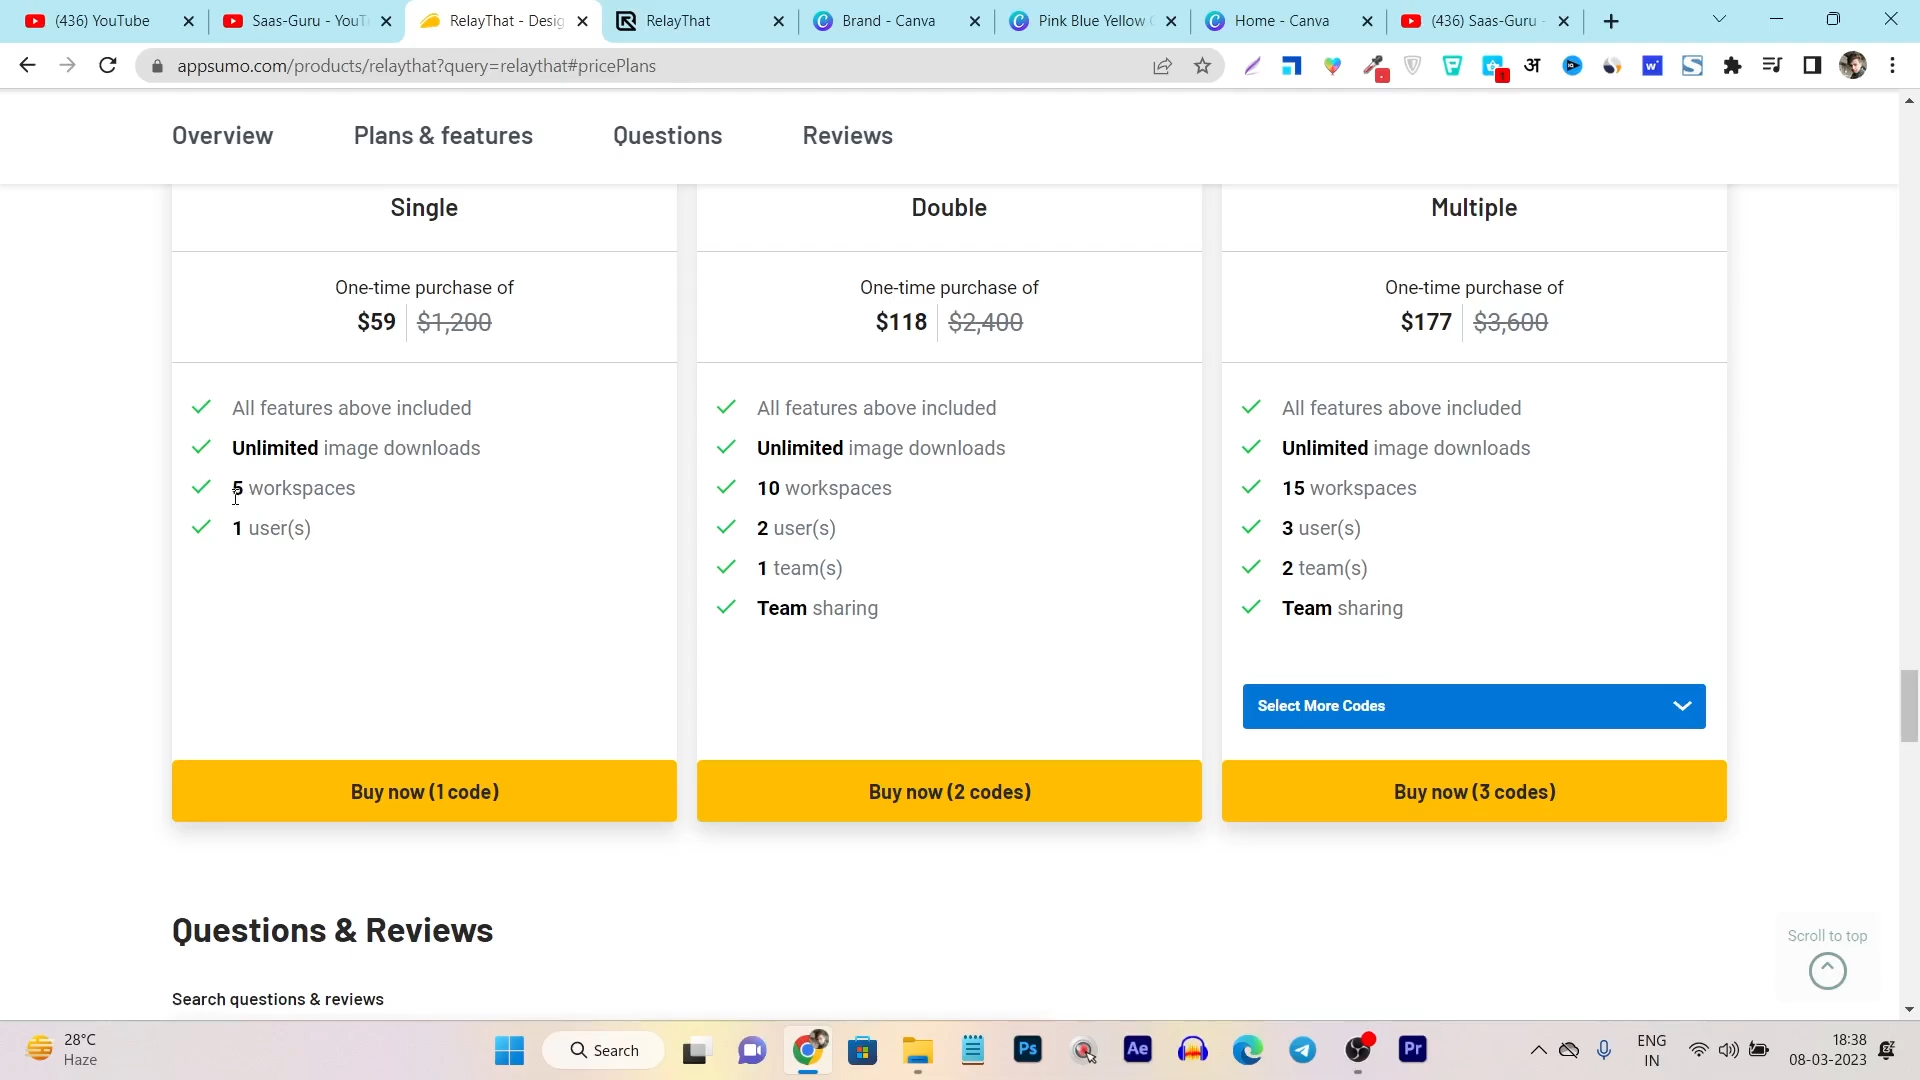 (436) YouTube
Saas-Guru - YouT
RelayThat - Desig
RelayThat
Brand - Canva
Pink Blue Yellow
Home - Canva
(436) Saas-Guru -
appsumo.com/products/relaythat?query=relaythat#pricePlans
Overview
Plans & features
Questions
Reviews
Single
Double
Multiple
One-time purchase of
$59 $1,200
One-time purchase of
$118 $2,400
One-time purchase of
$177 $3,600
All features above included
Unlimited image downloads
5 workspaces
1 user(s)
All features above included
Unlimited image downloads
10 workspaces
2 user(s)
1 team(s)
Team sharing
All features above included
Unlimited image downloads
15 workspaces
3 user(s)
2 team(s)
Team sharing
Select More Codes
Buy now (1 code)
Buy now (2 codes)
Buy now (3 codes)
Questions & Reviews
Scroll to top
Search questions & reviews
28°C
Haze
Search
Ps
Ae
Pr
ENG
IN
18:38
08-03-2023